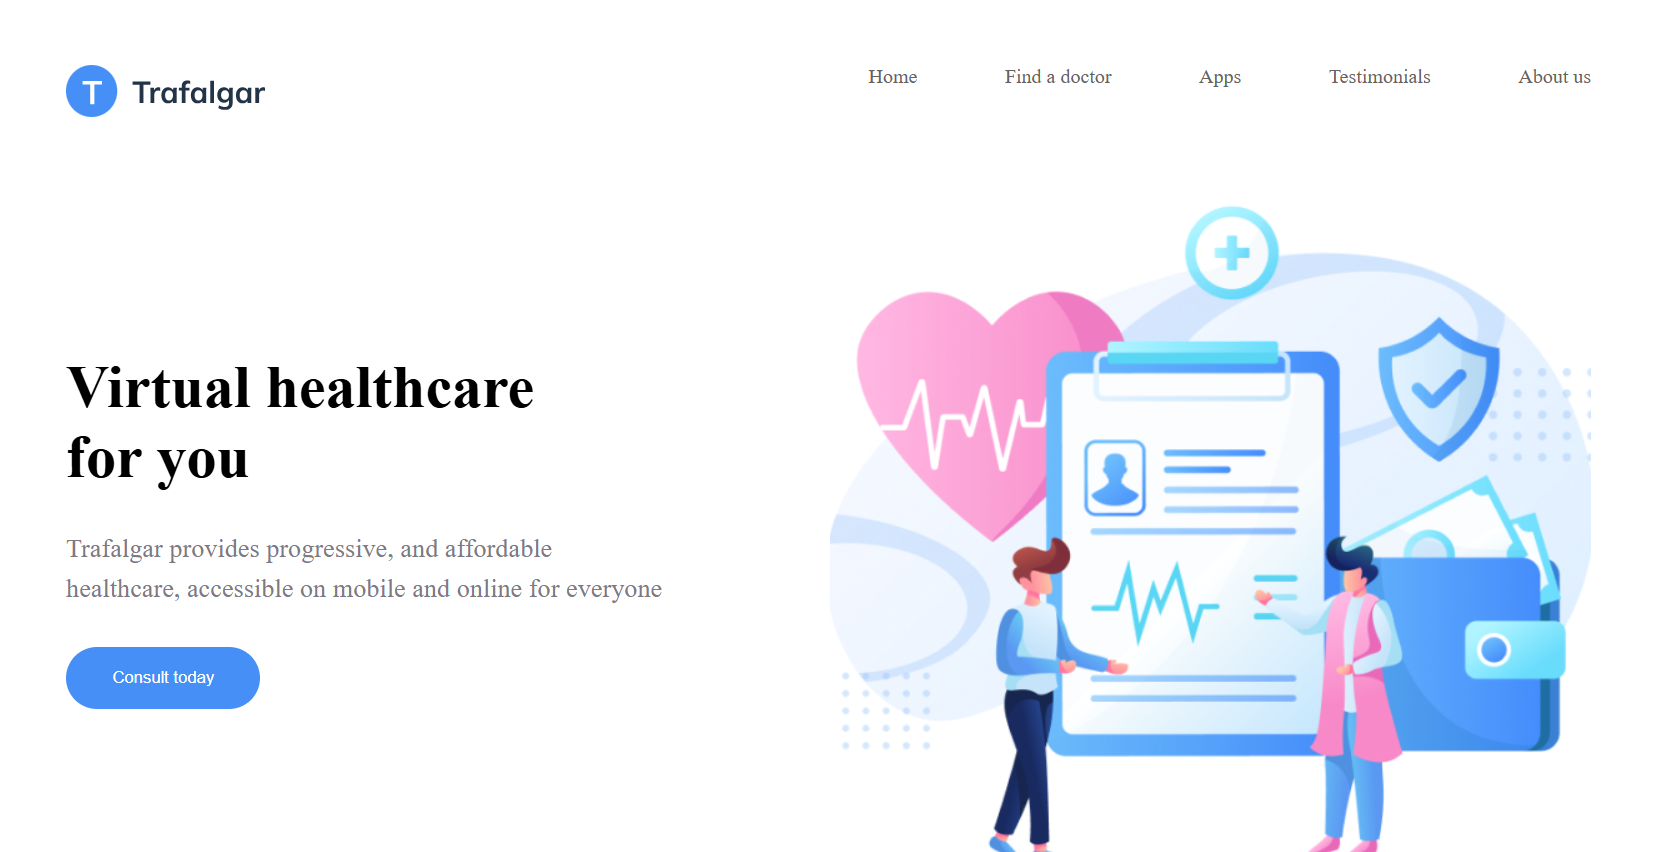 T Trafalgar
Home Find a doctor Apps Testimonials About us
Virtual healthcare
for you
Trafalgar provides progressive, and affordable
healthcare, accessible on mobile and online for everyone
Consult today